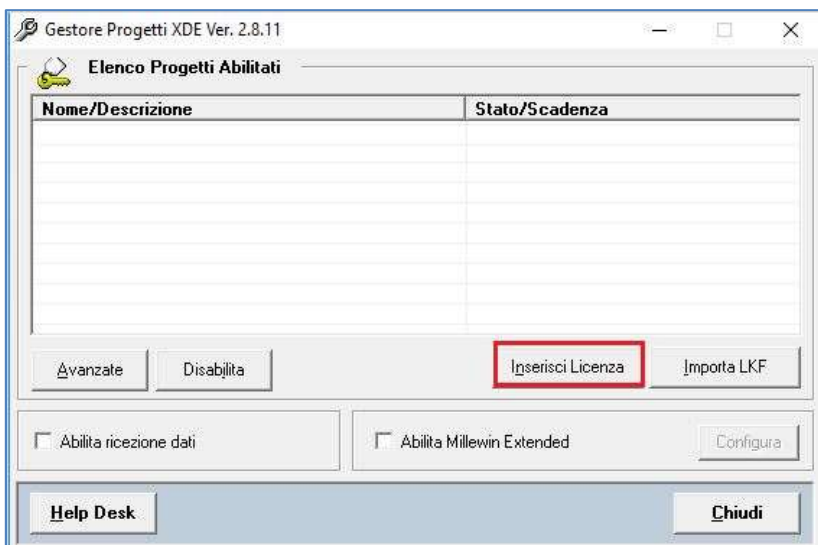 Gestore Progetti XDE Ver. 2.8.11
Elenco Progetti Abilitati
Nome/Descrizione Stato/Scadenza
Avanzate Disabilita Inserisci Licenza Importa LKF
Abilita ricezione dati Abilita Millewin Extended Configura
Help Desk Chiudi